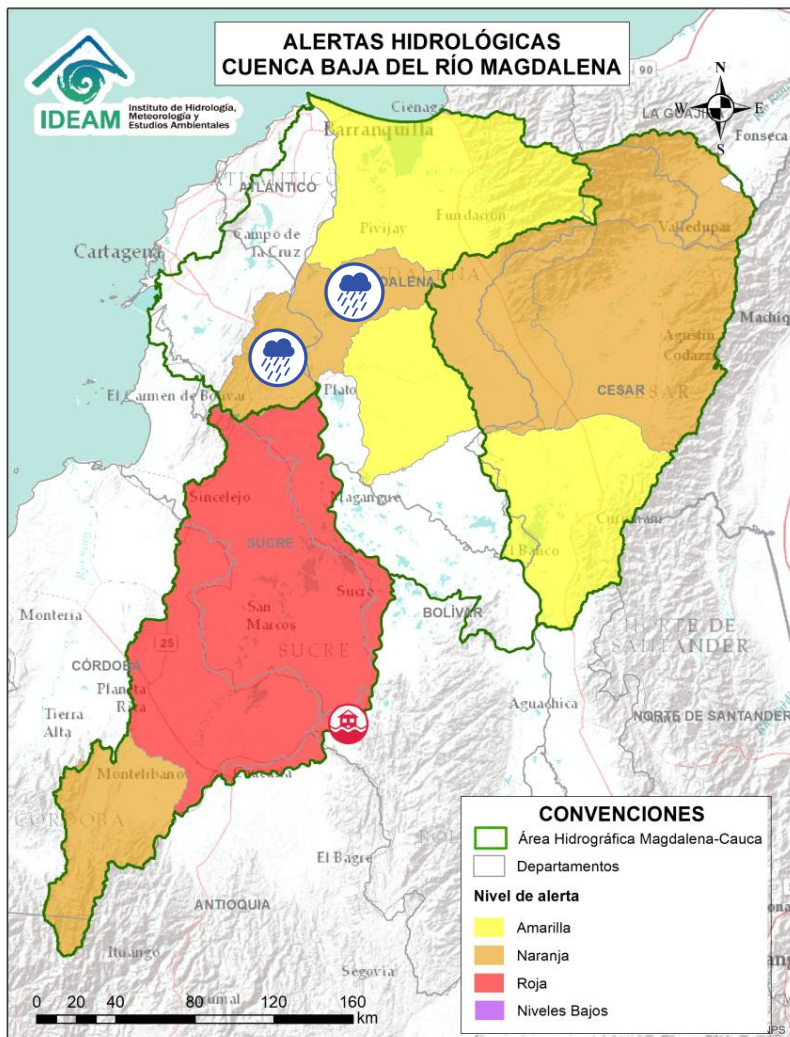 ALERTAS HIDROLÓGICAS
CUENCA BAJA DEL RÍO MAGDALENA
IDEAM
Instituto de Hidrología,
Meteorología y
Estudios Ambientales
N
W
E
S
90
Ciénaga
LA GUAJIRA
Barranquilla
Fonseca
ATLÁNTICO
Pivijay
Fundación
Valledupar
Cartagena
Campo de
La Cruz
DALENA
Machiq
Agustín
Codazzi
El Carmen de Bolívar
Plato
CESAR
Sincelejo
Magangué
Curumaní
SUCRE
El Banco
Sucre
San
Marcos
BOLÍVAR
Montería
SUCRE
NORTE DE
SANTANDER
25
CÓRDOBA
Planeta
Rica
Aguachica
Tierra
Alta
NORTE DE SANTANDER
Montelíbano
CÓRDOBA
El Bagre
ANTIOQUIA
Ituango
Segovia
CONVENCIONES
Área Hidrográfica Magdalena-Cauca
Departamentos
Nivel de alerta
Amarilla
Naranja
Roja
Niveles Bajos
0 20 40 80 120 160
km